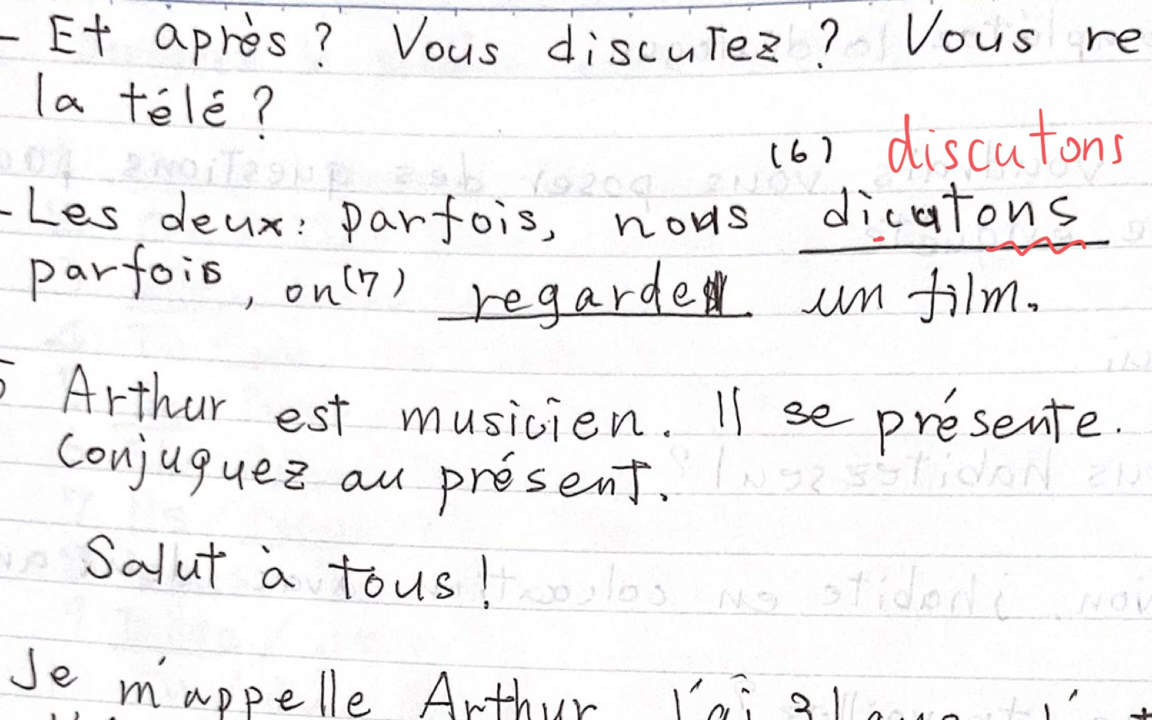 - Et après ? Vous discutez ? Vous re
la télé ?
(6) discutons
- Les deux : parfois, nous dicutons
parfois, on (7) regarde un film.
5 Arthur est musicien. Il se présente.
Conjuguez au présent.
Salut à tous !
Je m'appelle Arthur